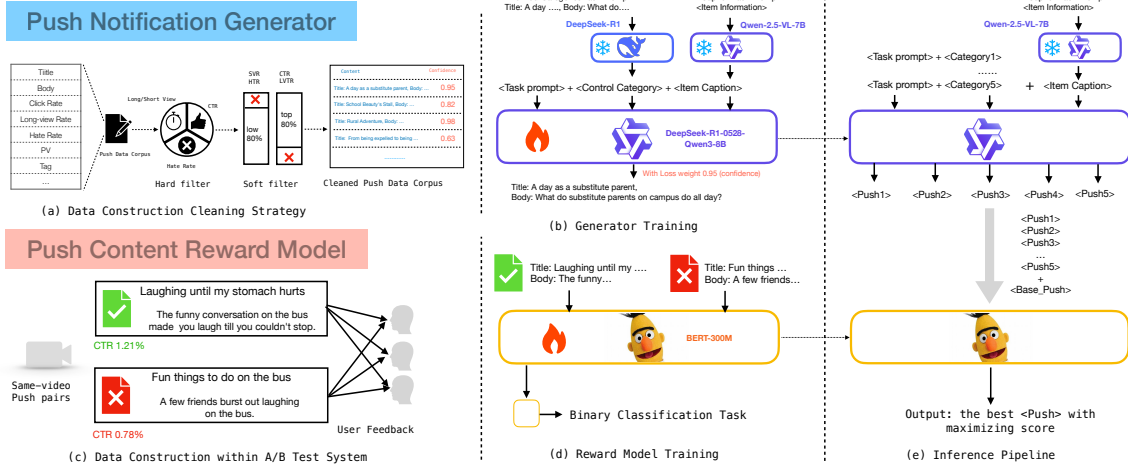 Push Notification Generator
Tiitle
Body
Click Rate
Long-view Rate
Hate Rate
PV
Tag
...
Push Data Corpus
Long/Short View
CTR
Hate Rate
Hard filter
SVR
HTR
low
80%
CTR
LVTR
top
80%
Soft filter
Content
Confidence
Title: A day as a substitute parent, Body: ...
0.95
Title: School Beauty's Stall, Body: ...
0.82
Title: Rural Adventure, Body: ...
0.98
Title: From being expelled to being ...
0.63
Cleaned Push Data Corpus
(a) Data Construction Cleaning Strategy
Push Content Reward Model
Laughing until my stomach hurts
The funny conversation on the bus
made you laugh till you couldn't stop.
CTR 1.21%
Same-video
Push pairs
Fun things to do on the bus
A few friends burst out laughing
on the bus.
CTR 0.78%
User Feedback
(c) Data Construction within A/B Test System
Title: A day ...., Body: What do....
<Item Information>
DeepSeek-R1
Qwen-2.5-VL-7B
<Task prompt> + <Control Category> + <Item Caption>
DeepSeek-R1-0528-
Qwen3-8B
With Loss weight 0.95 (confidence)
Title: A day as a substitute parent,
Body: What do substitute parents on campus do all day?
(b) Generator Training
Title: Laughing until my ....
Body: The funny...
Title: Fun things ...
Body: A few friends...
BERT-300M
Binary Classification Task
(d) Reward Model Training
<Item Information>
Qwen-2.5-VL-7B
<Task prompt> + <Category1>
......
<Task prompt> + <Category5>
+
<Item Caption>
<Push1>
<Push2>
<Push3>
<Push4>
<Push5>
<Push1>
<Push2>
<Push3>
...
<Push5>
+
<Base_Push>
Output: the best <Push> with
maximizing score
(e) Inference Pipeline